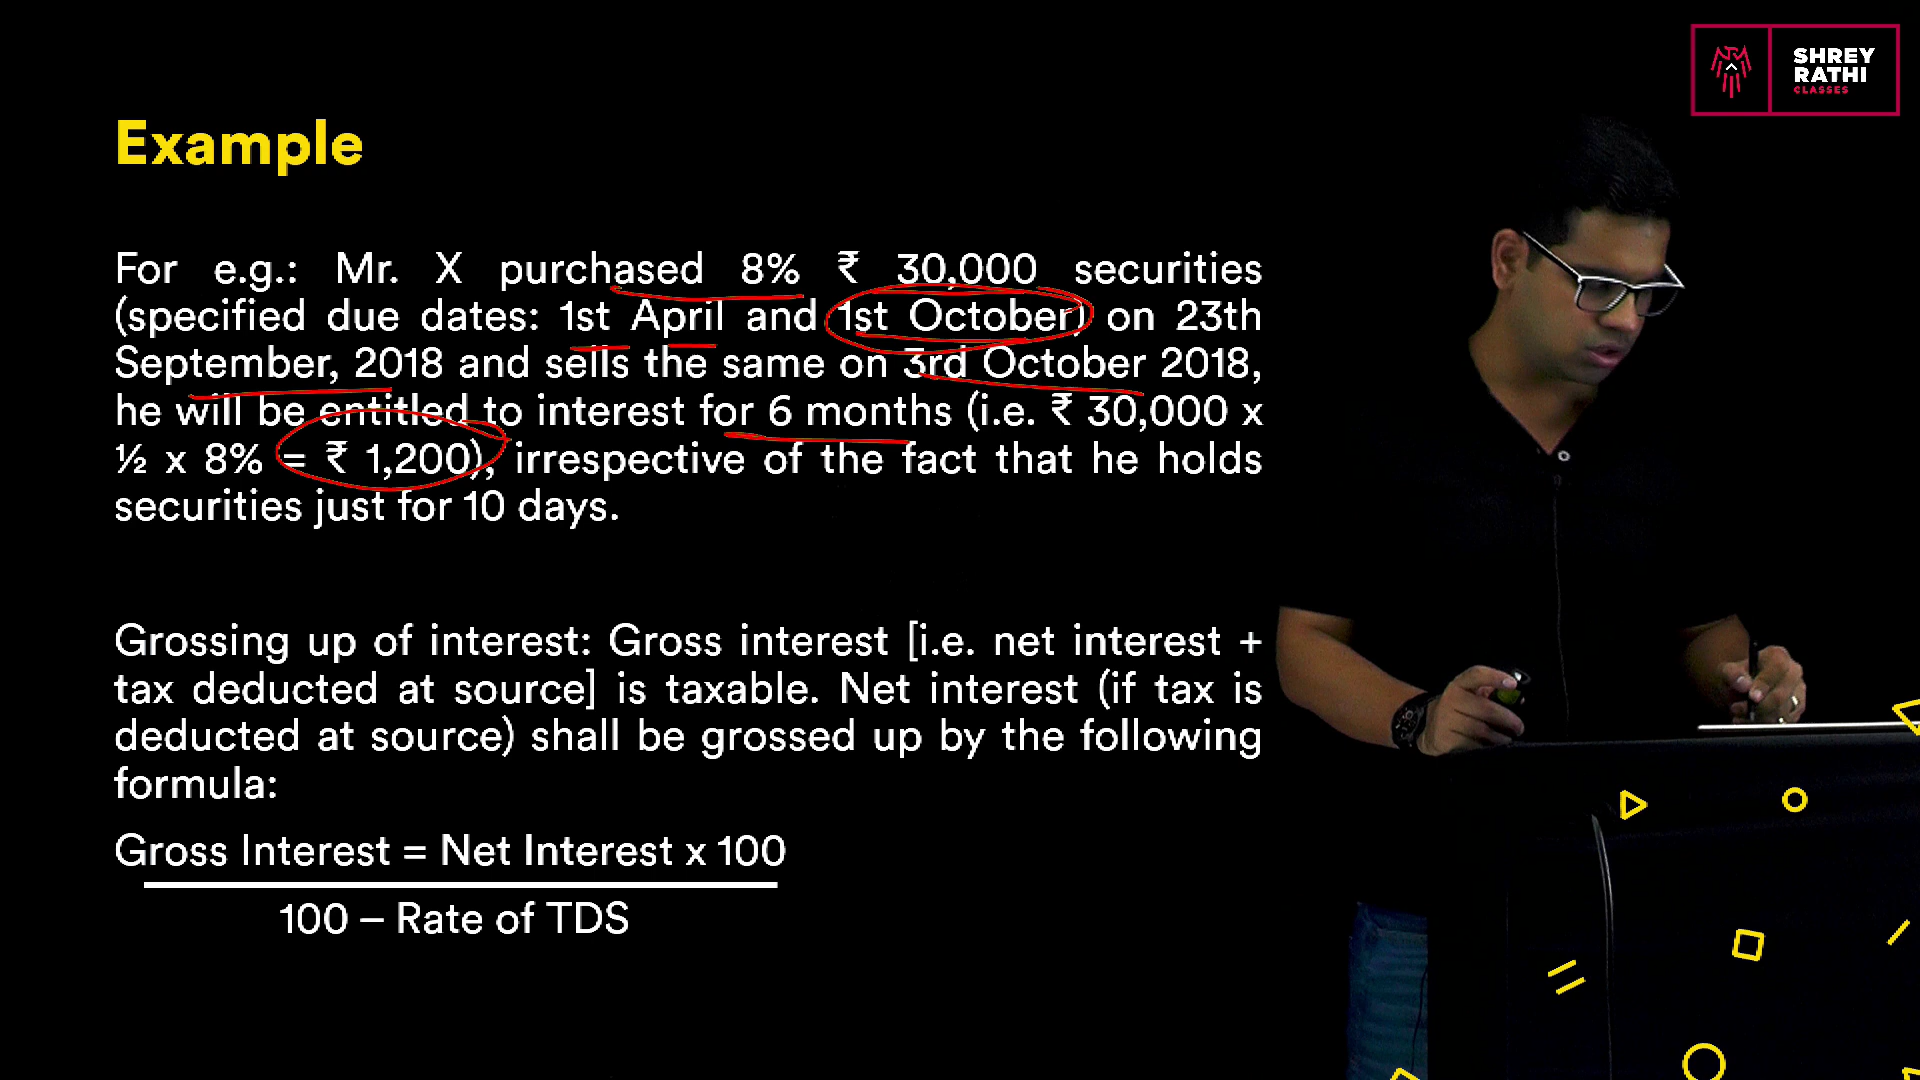 SHREY
RATHI
CLASSES
Example
For e.g.: Mr. X purchased 8% ₹ 30,000 securities
(specified due dates: 1st April and 1st October) on 23th
September, 2018 and sells the same on 3rd October 2018,
he will be entitled to interest for 6 months (i.e. ₹ 30,000 x
½ x 8% = ₹ 1,200), irrespective of the fact that he holds
securities just for 10 days.
Grossing up of interest: Gross interest [i.e. net interest +
tax deducted at source] is taxable. Net interest (if tax is
deducted at source) shall be grossed up by the following
formula:
Gross Interest = Net Interest x 100
100 – Rate of TDS